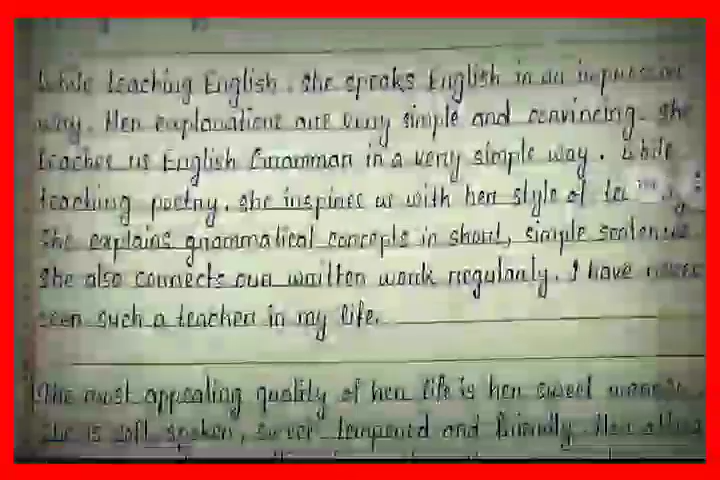 While teaching English. she speaks English in an impressive
way. Her explanations are very simple and convincing. She
teaches us English Grammar in a very simple way. While
teaching poetry. she inspires us with her style of
She explains grammatical concepts in short, simple sentences.
She also connects our written work regularly. I have never
seen such a teacher in my life.
The most appealing quality of her life is her sweet
She is soft spoken, sweet tempered and friendly. Her